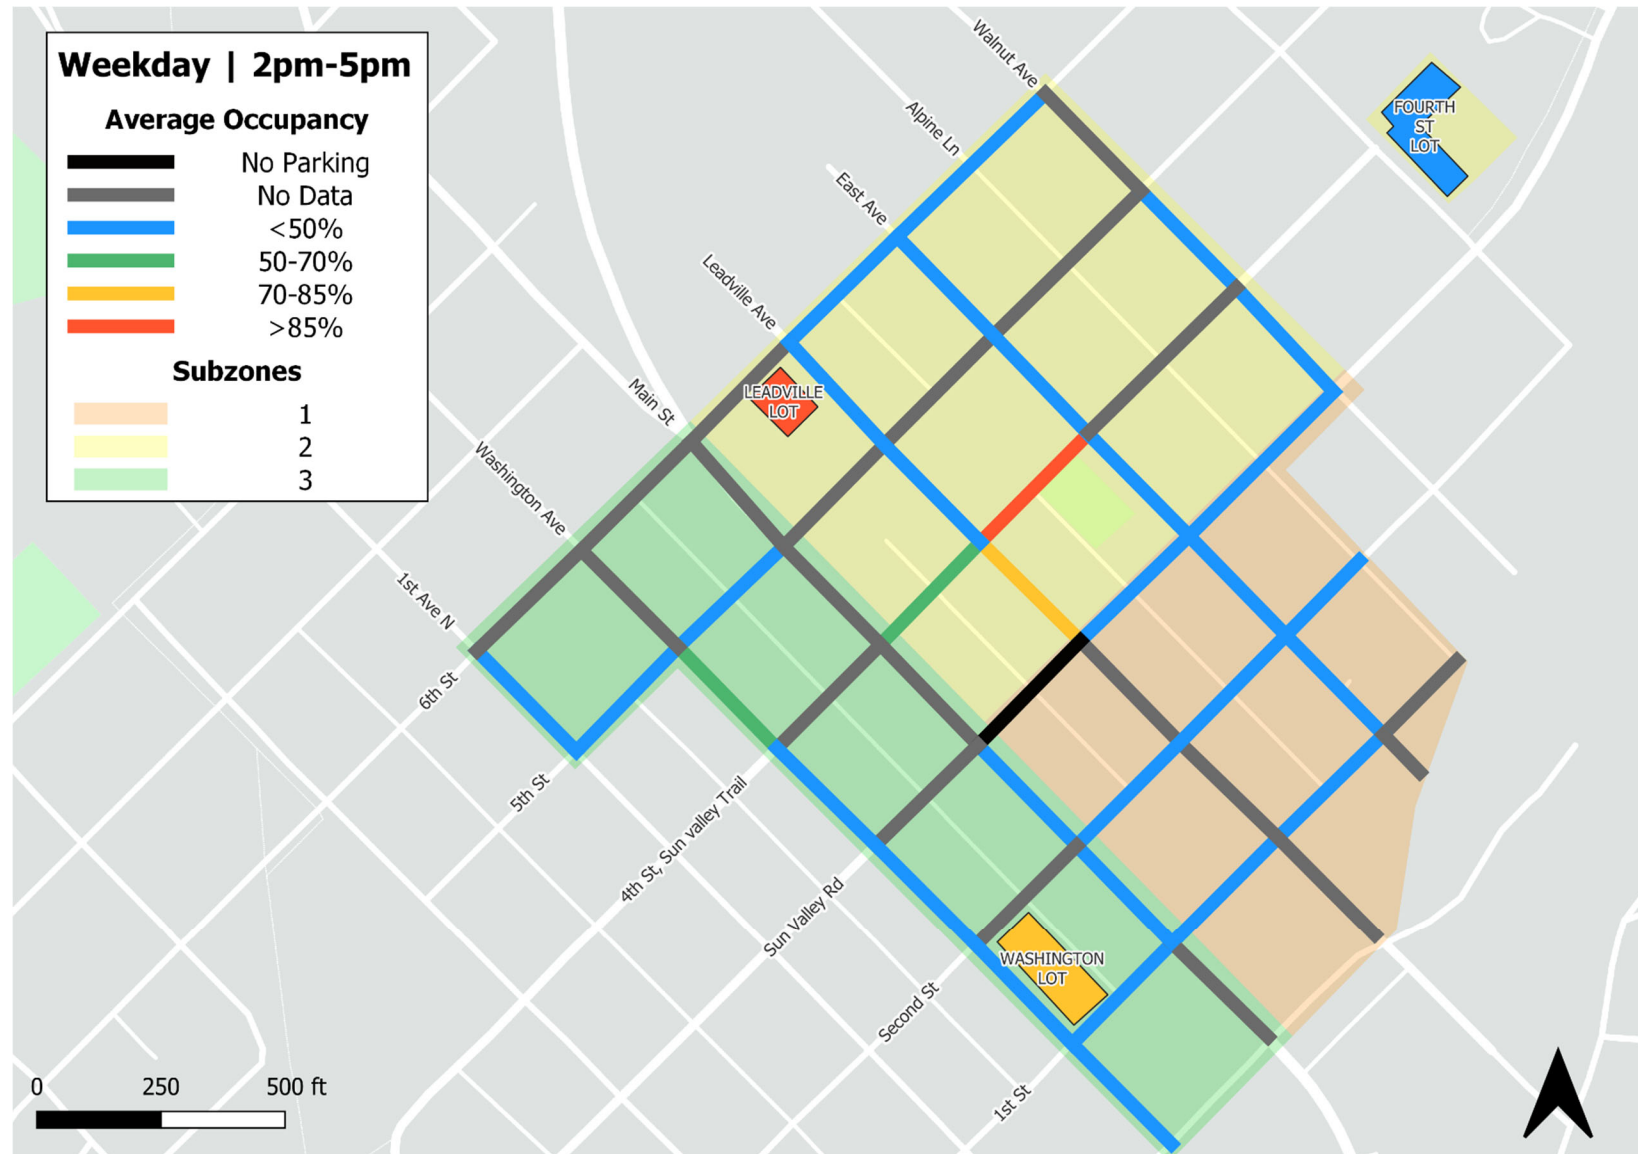 Weekday | 2pm-5pm
Average Occupancy
No Parking
No Data
<50%
50-70%
70-85%
>85%
Subzones
1
2
3
Walnut Ave
Alpine Ln
East Ave
Leadville Ave
Main St
Washington Ave
1st Ave N
6th St
5th St
4th St, Sun valley Trail
Sun Valley Rd
Second St
1st St
FOURTH
ST
LOT
LEADVILLE
LOT
WASHINGTON
LOT
0 250 500 ft